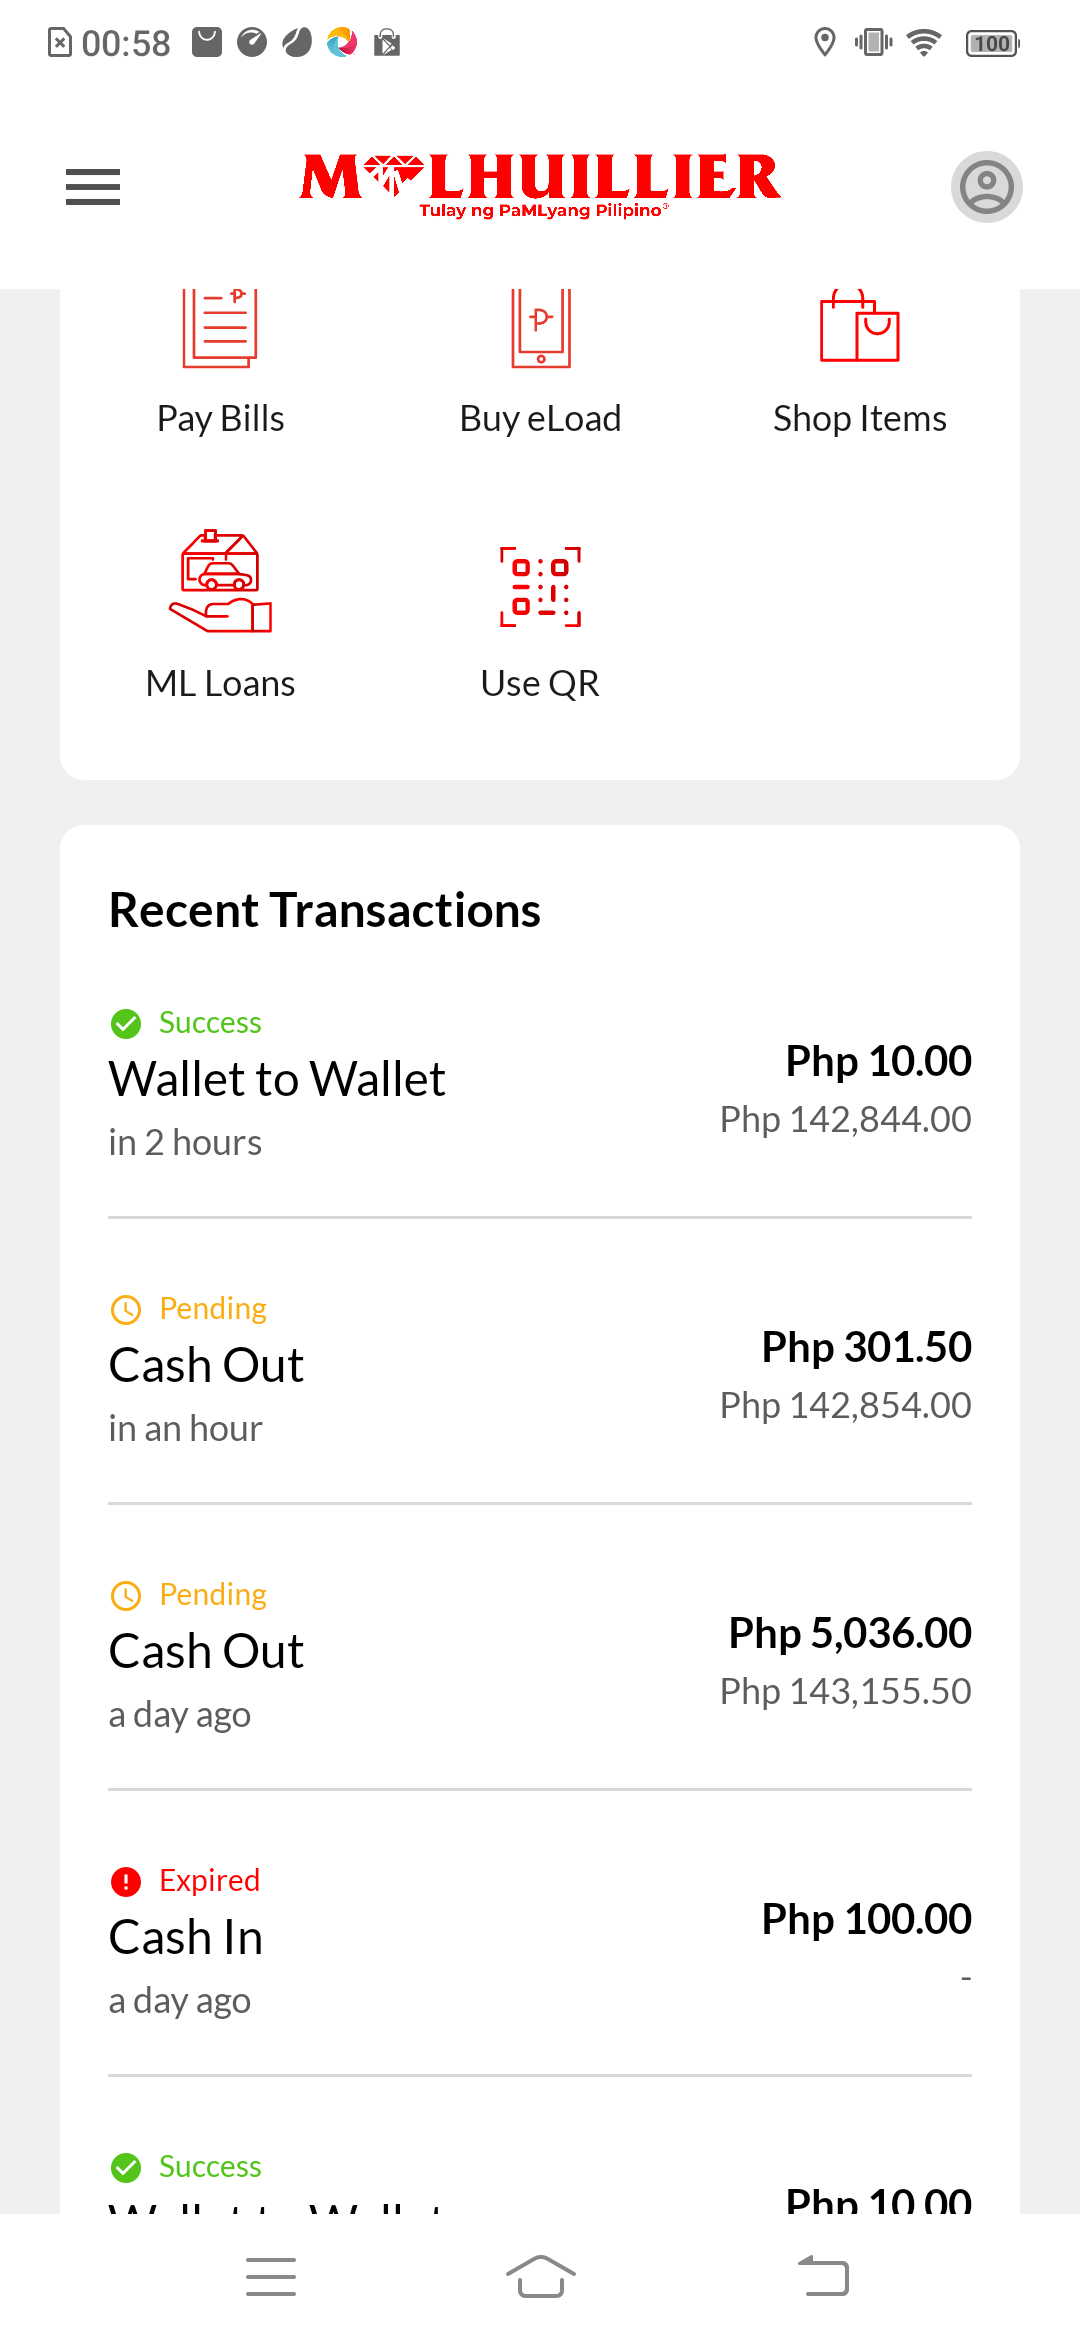 00:58
100
M LHUILLIER
Tulay ng PaMLyang Pilipino®
Pay Bills
Buy eLoad
Shop Items
ML Loans
Use QR
Recent Transactions
Success
Wallet to Wallet
Php 10.00
Php 142,844.00
in 2 hours
Pending
Cash Out
Php 301.50
Php 142,854.00
in an hour
Pending
Cash Out
Php 5,036.00
Php 143,155.50
a day ago
Expired
Cash In
Php 100.00
-
a day ago
Success
Wallet to Wallet
Php 10.00